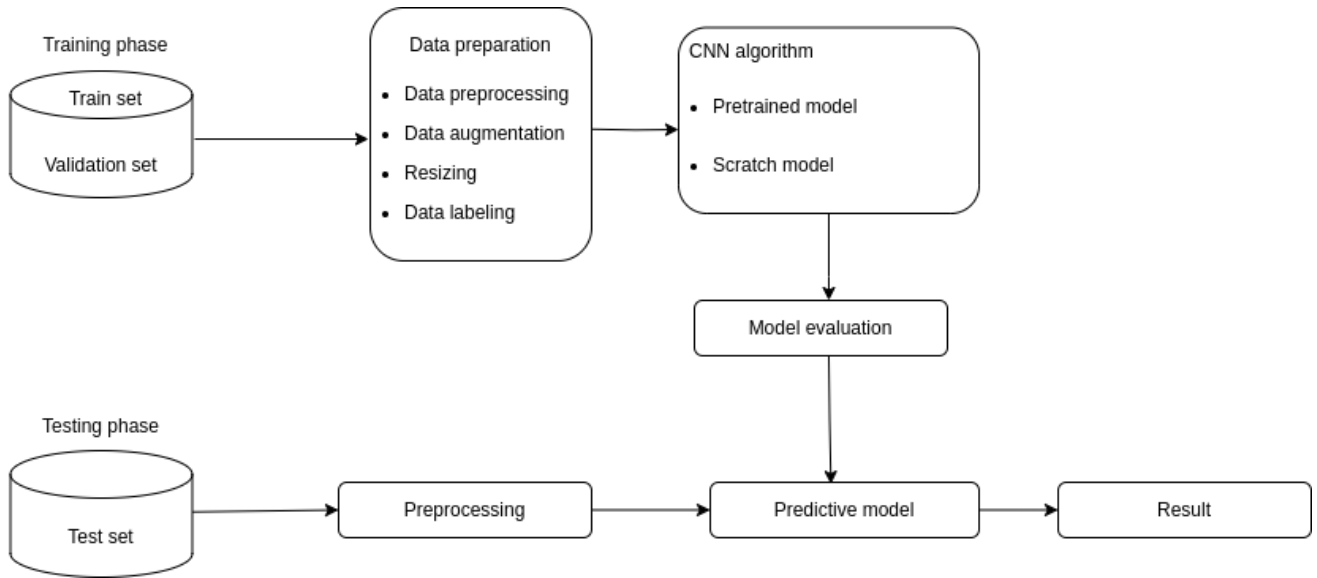 Training phase
Train set
Validation set
Data preparation
• Data preprocessing
• Data augmentation
• Resizing
• Data labeling
CNN algorithm
• Pretrained model
• Scratch model
Model evaluation
Testing phase
Test set
Preprocessing
Predictive model
Result